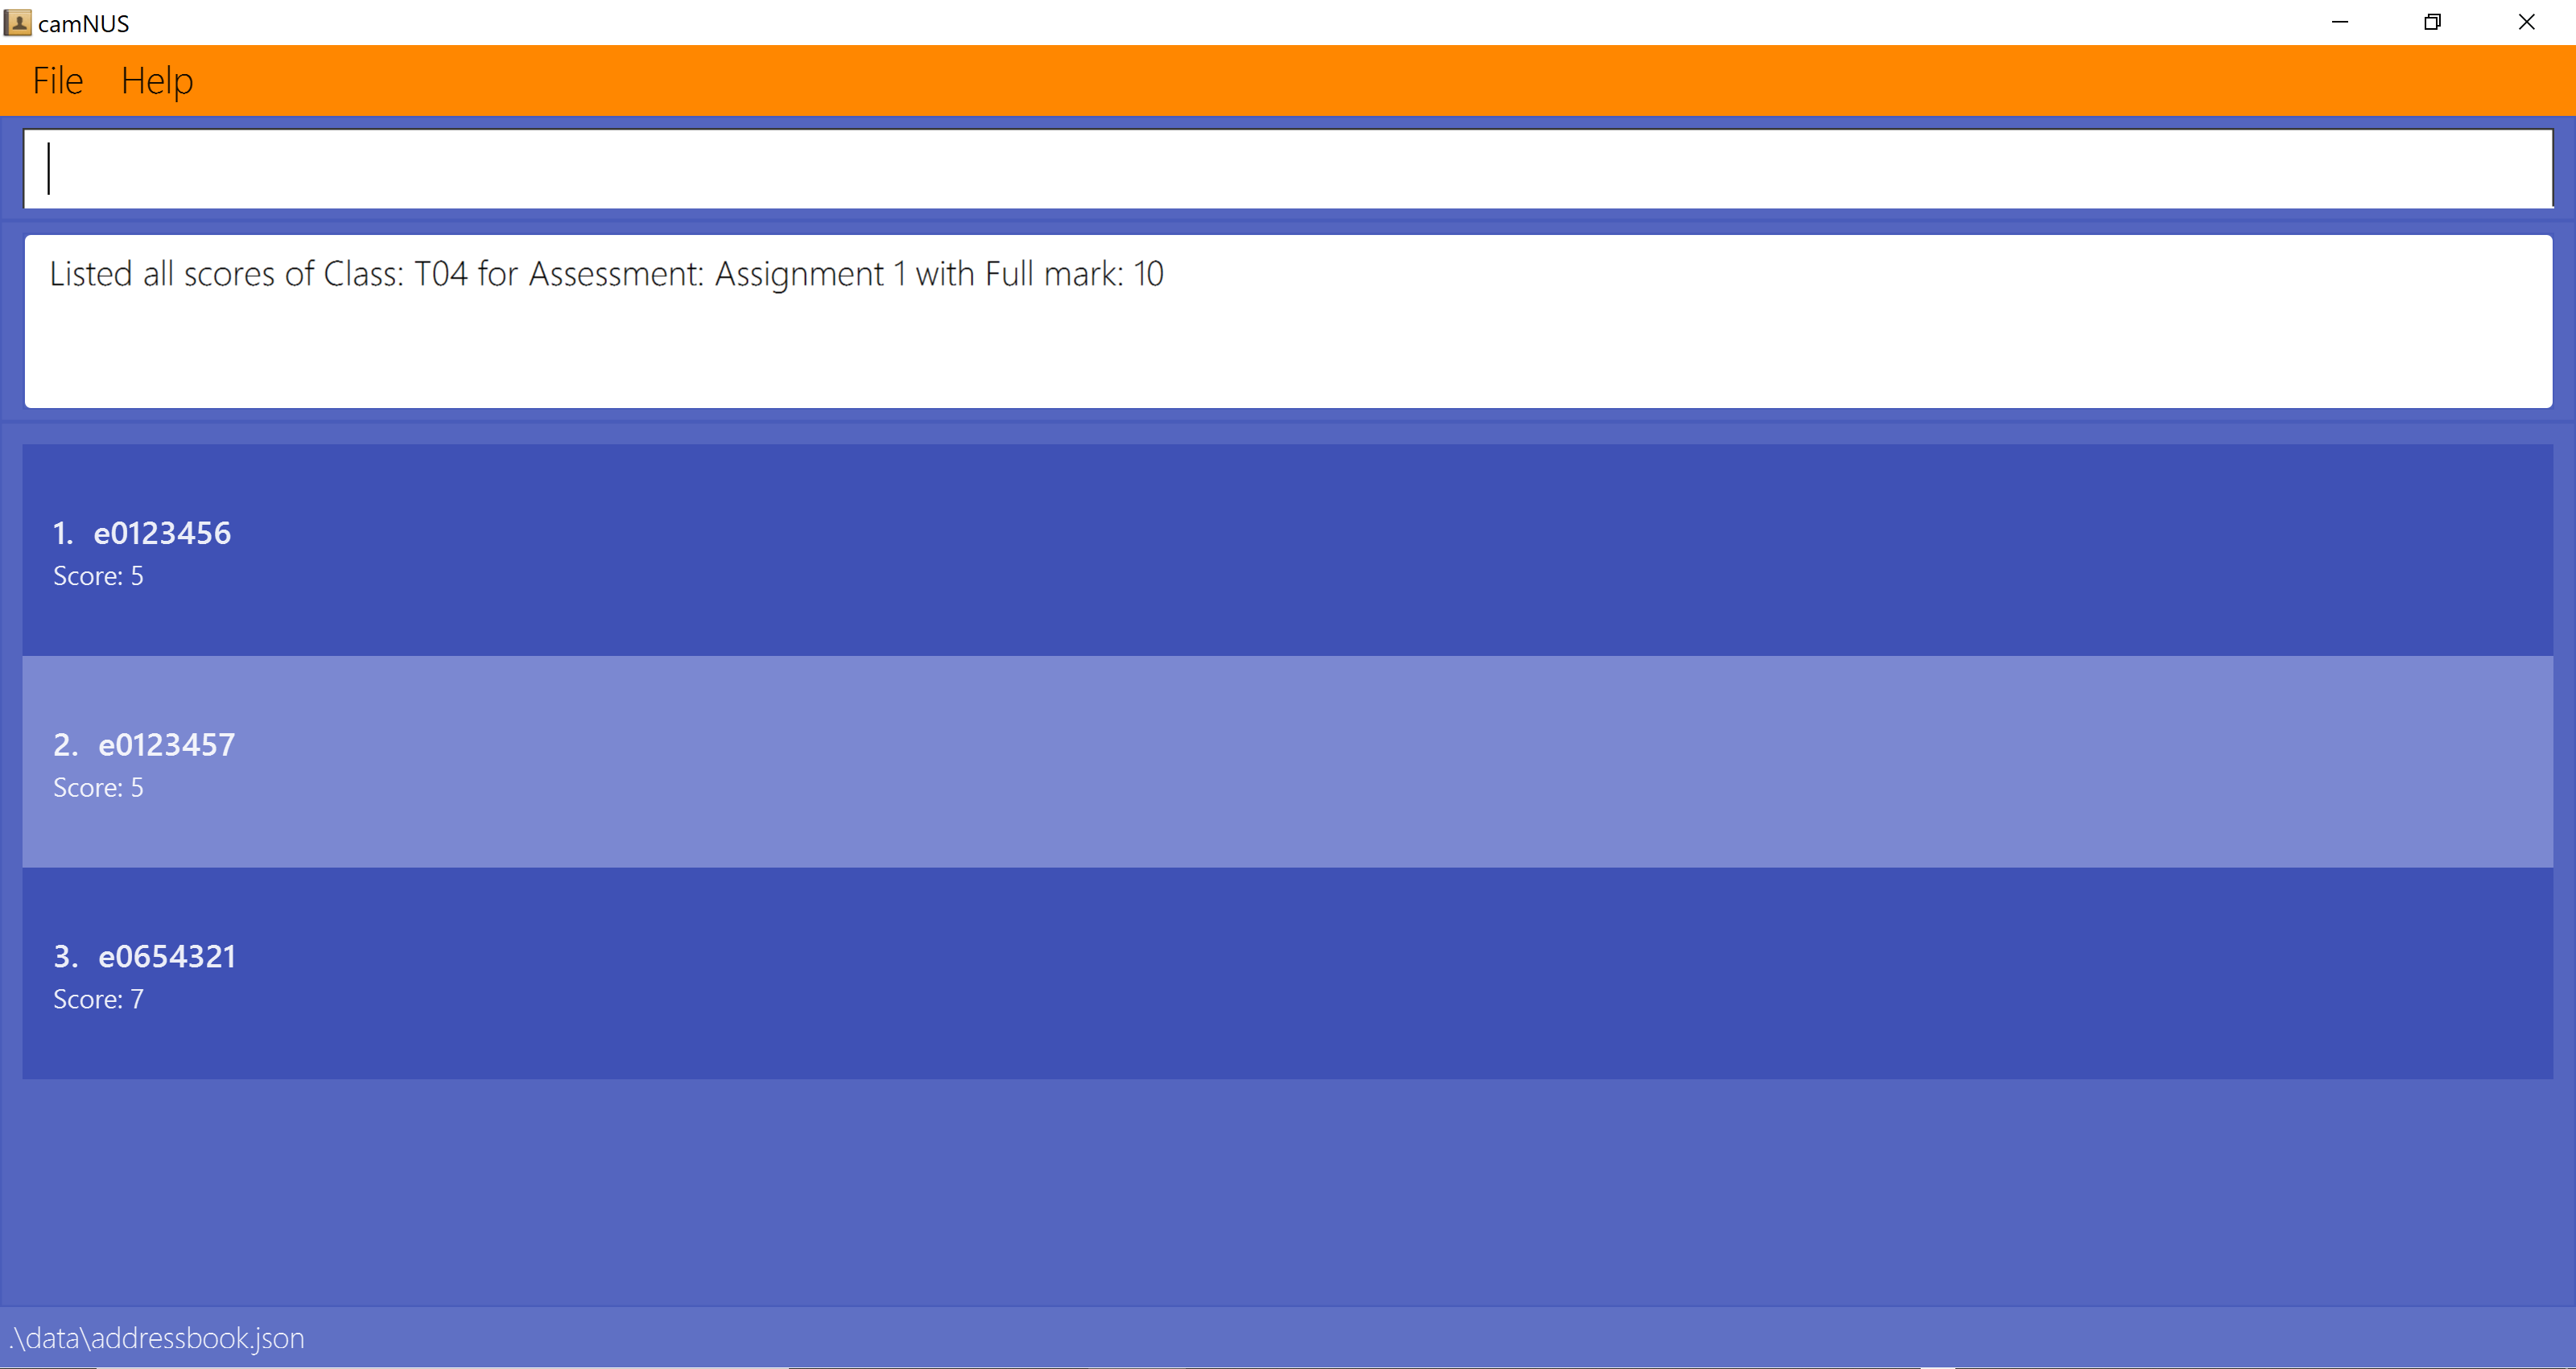 camNUS
File Help
Listed all scores of Class: T04 for Assessment: Assignment 1 with Full mark: 10
1. e0123456
Score: 5
2. e0123457
Score: 5
3. e0654321
Score: 7
.\data\addressbook.json